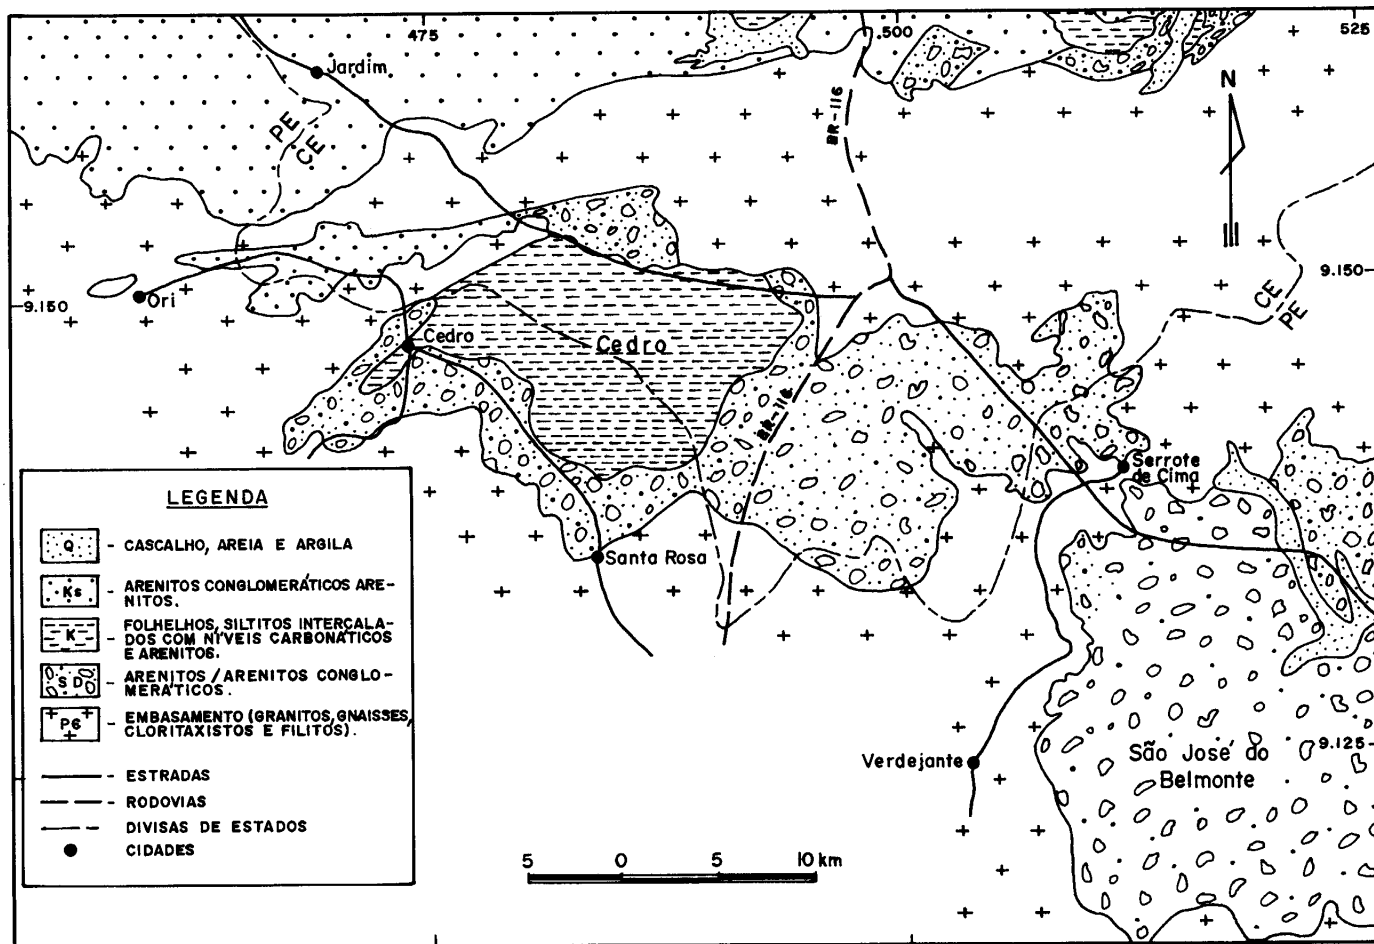 475
500
525
Jardim
PE
CE
BR-116
N
9.150
9.150
Ori
CE
PE
Cedro
Cedro
BR-116
Serrote
de Cima
Santa Rosa
LEGENDA
Q - CASCALHO, AREIA E ARGILA
Ks - ARENITOS CONGLOMERÁTICOS ARE-
NITOS.
K - FOLHELHOS, SILTITOS INTERCALA-
DOS COM NÍVEIS CARBONÁTICOS
E ARENITOS.
SD - ARENITOS / ARENITOS CONGLO-
MERÁTICOS.
P€ - EMBASAMENTO (GRANITOS, GNAISSES,
CLORITAXISTOS E FILITOS).
- ESTRADAS
- RODOVIAS
- DIVISAS DE ESTADOS
CIDADES
Verdejante
9.125
São José do
Belmonte
5 0 5 10 km